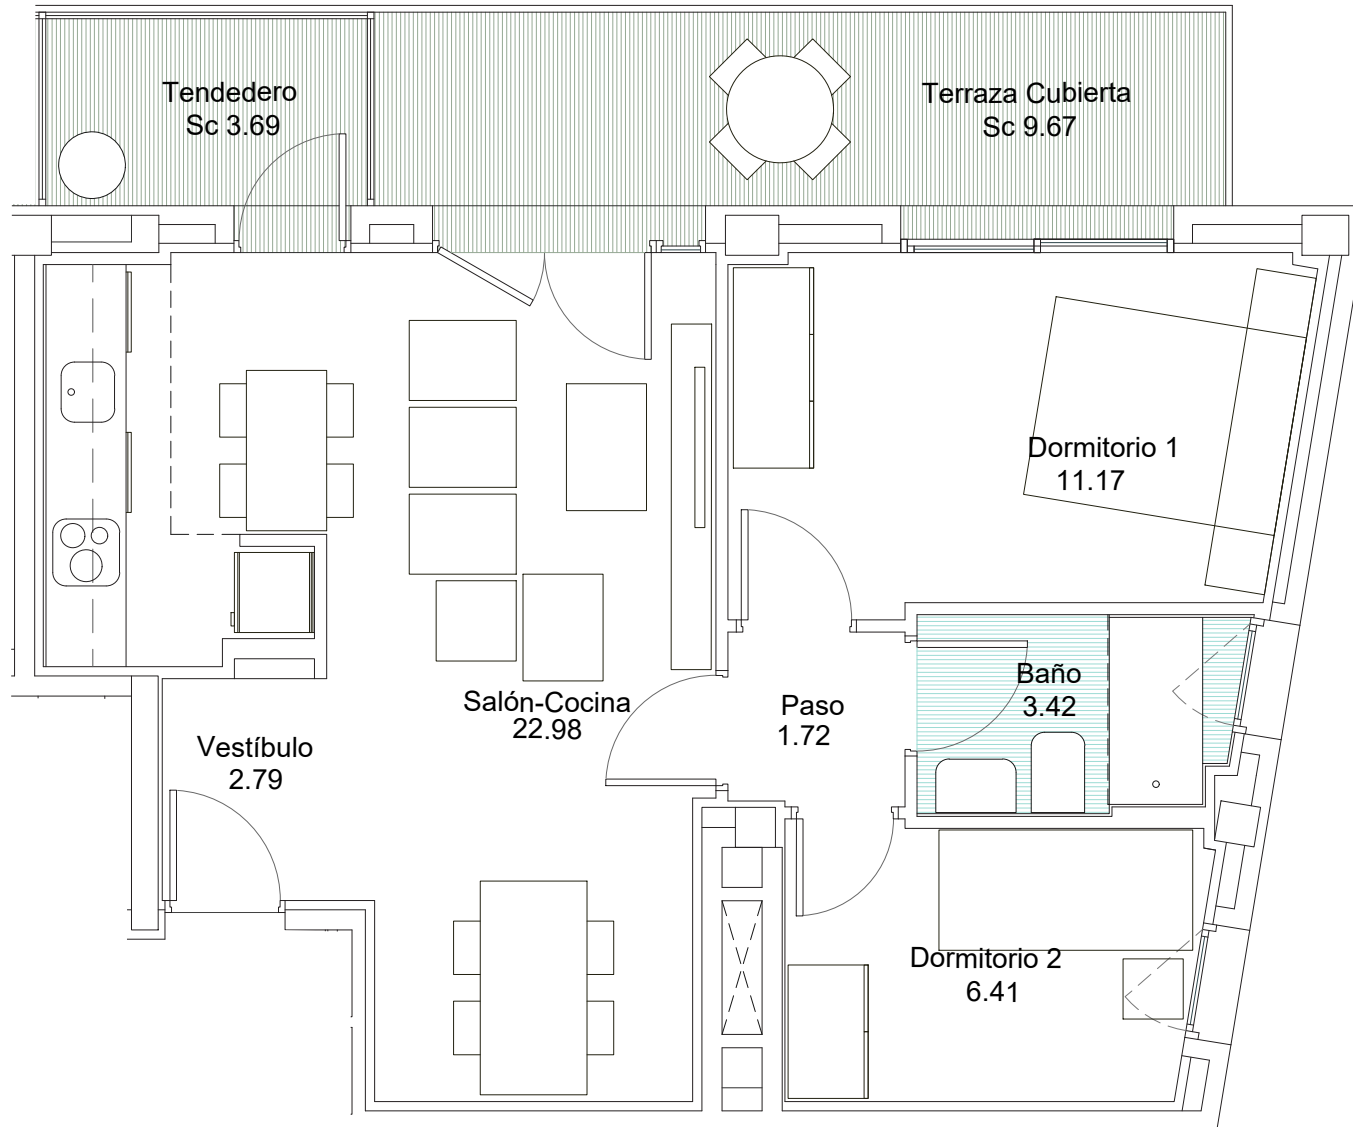 Tendedero
Sc 3.69
Terraza Cubierta
Sc 9.67
Dormitorio 1
11.17
Baño
3.42
Salón-Cocina
22.98
Paso
1.72
Vestíbulo
2.79
Dormitorio 2
6.41